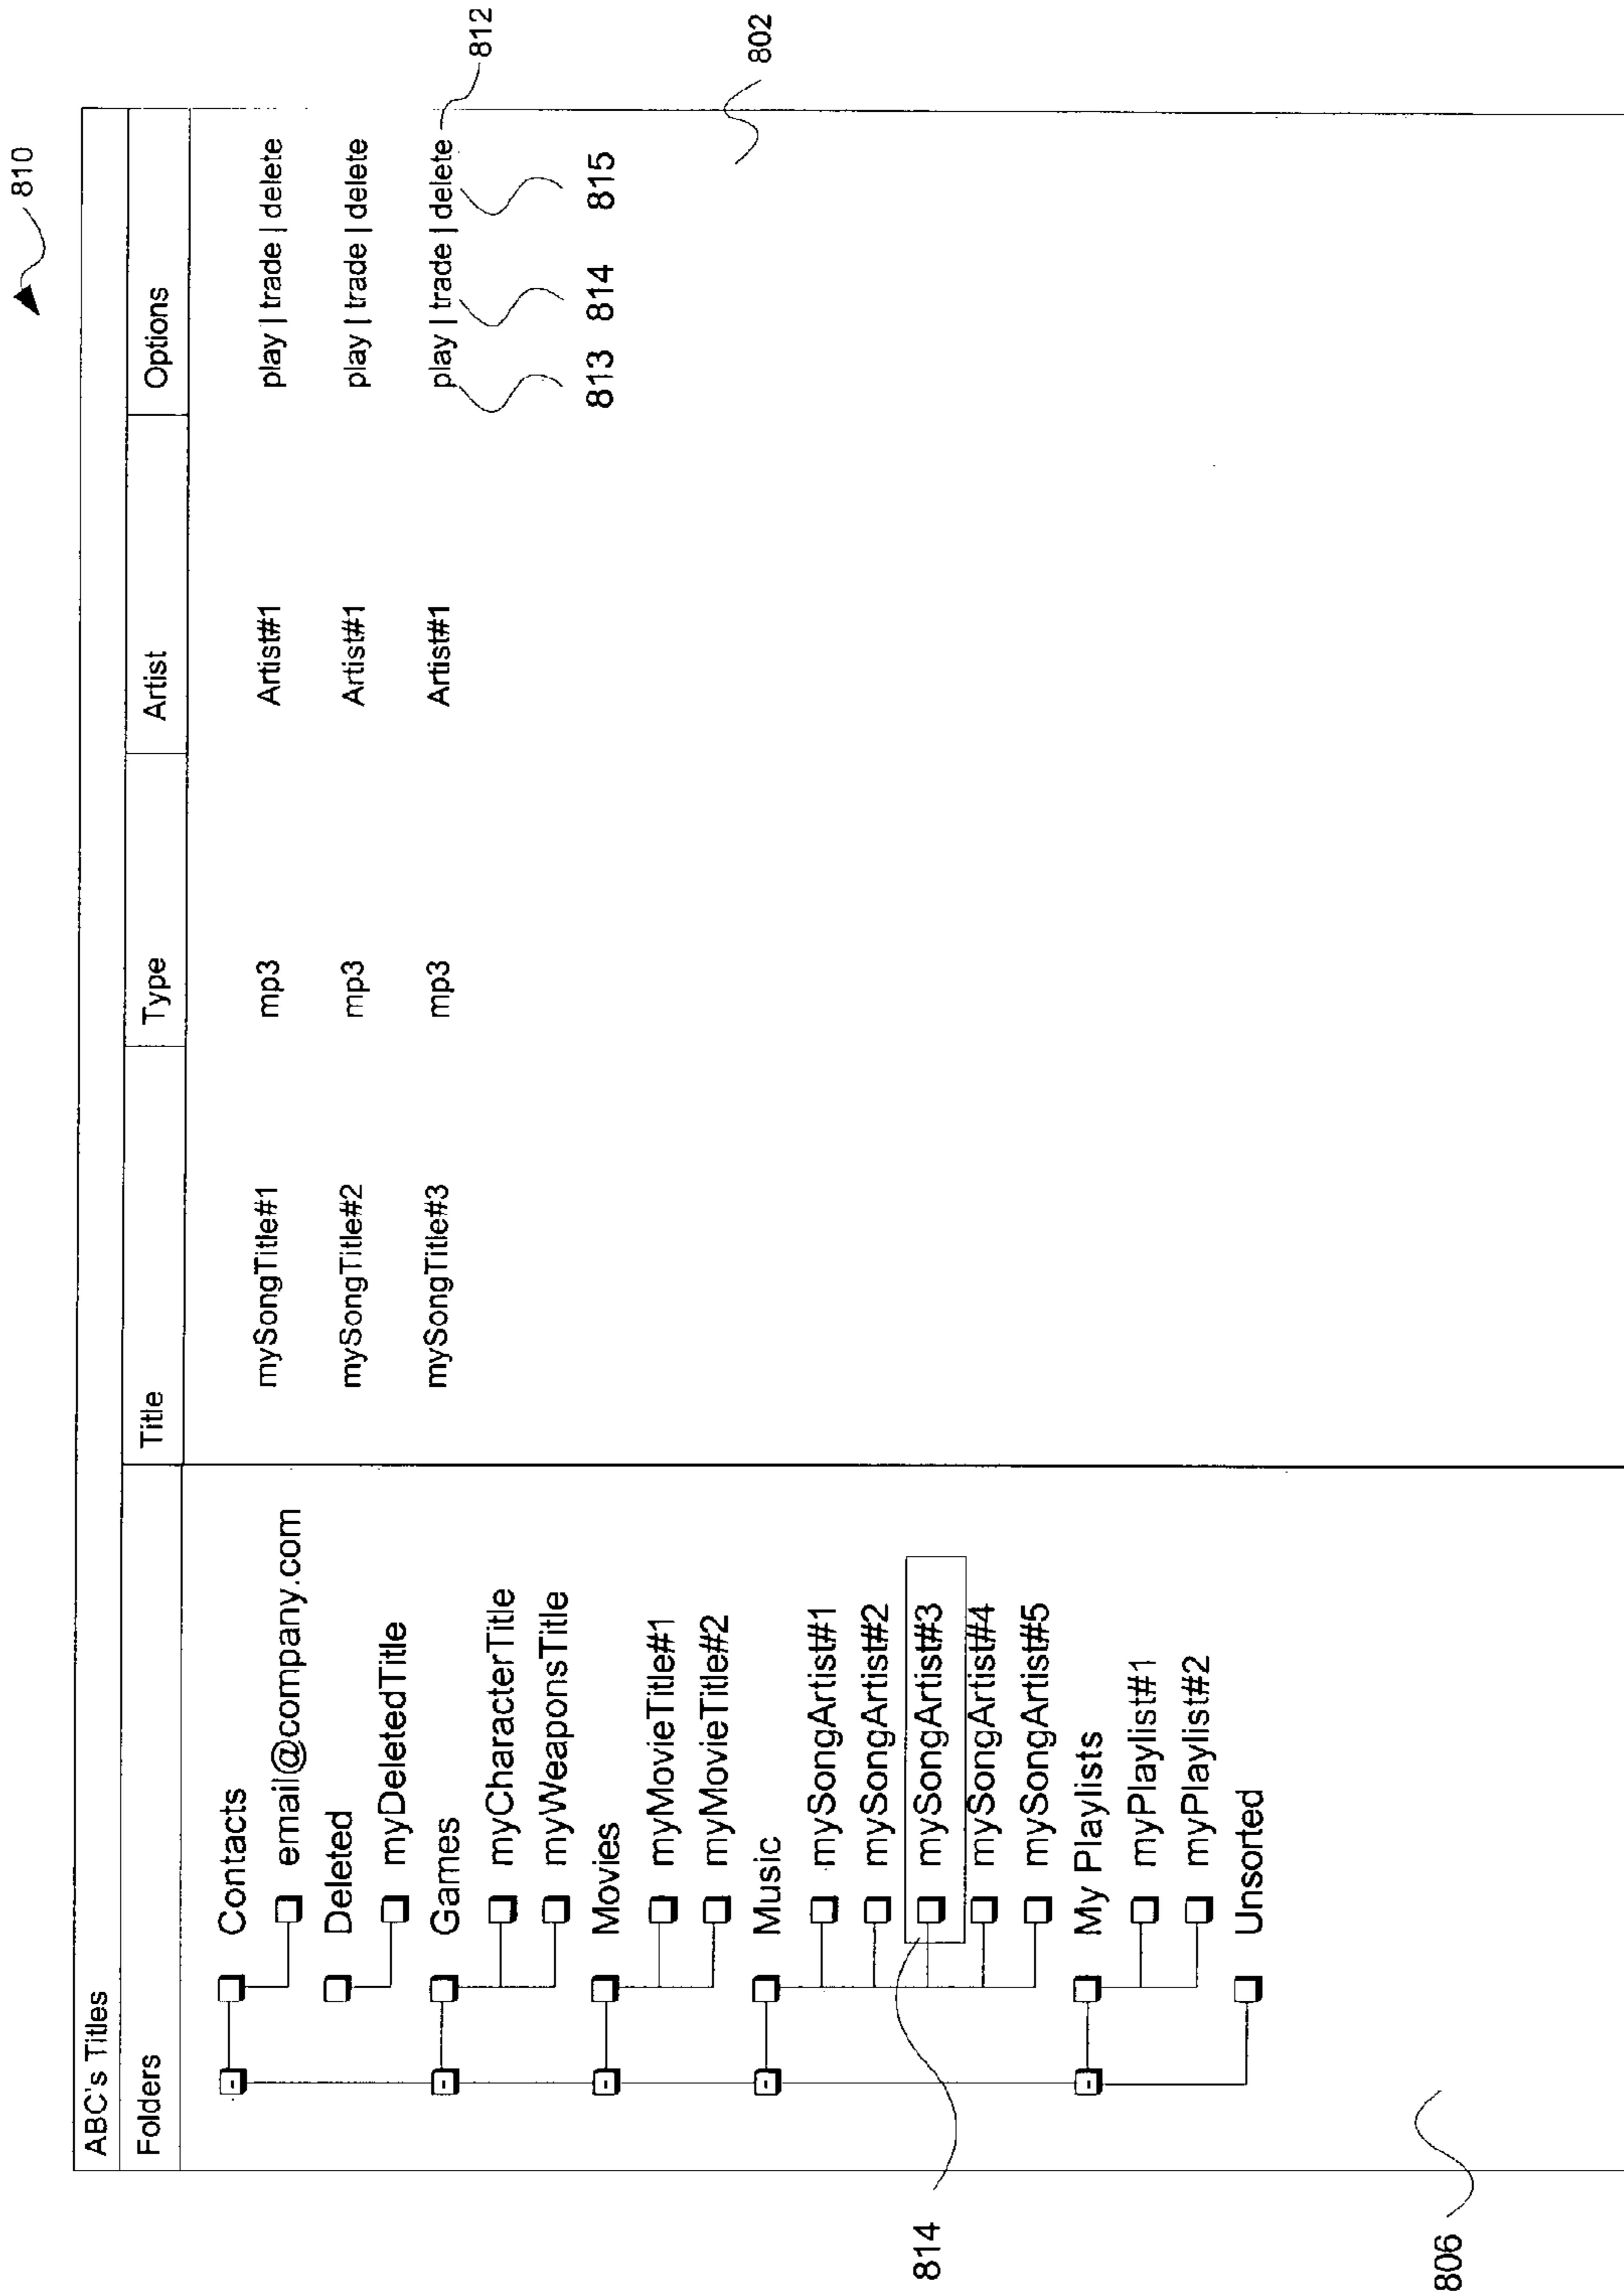 810
ABC's Titles
Folders
Title Type Artist Options
Contacts
email@company.com
Deleted
myDeletedTitle
Games
myCharacterTitle
myWeaponsTitle
Movies
myMovieTitle#1
myMovieTitle#2
Music
mySongArtist#1
mySongArtist#2
mySongArtist#3
mySongArtist#4
mySongArtist#5
My Playlists
myPlaylist#1
myPlaylist#2
Unsorted
814
806
mySongTitle#1 mp3 Artist#1 play | trade | delete
mySongTitle#2 mp3 Artist#1 play | trade | delete
mySongTitle#3 mp3 Artist#1 play | trade | delete
812
813 814 815
802